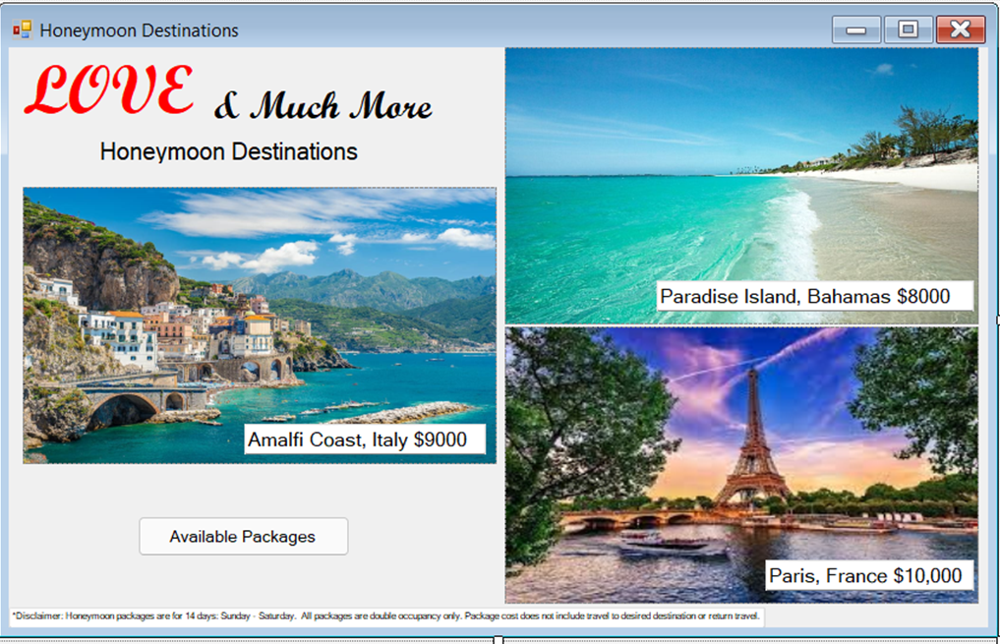 Honeymoon Destinations
LOVE & Much More
Honeymoon Destinations
Paradise Island, Bahamas $8000
Amalfi Coast, Italy $9000
Available Packages
Paris, France $10,000
*Disclaimer: Honeymoon packages are for 14 days: Sunday - Saturday. All packages are double occupancy only. Package cost does not include travel to desired destination or return travel.